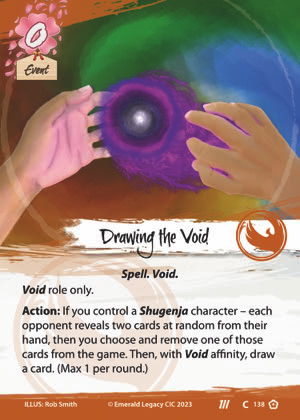 0
Event
Drawing the Void
Spell. Void.
Void role only.
Action: If you control a Shugenja character – each
opponent reveals two cards at random from their
hand, then you choose and remove one of those
cards from the game. Then, with Void affinity, draw
a card. (Max 1 per round.)
ILLUS: Rob Smith © Emerald Legacy CIC 2023 C 138